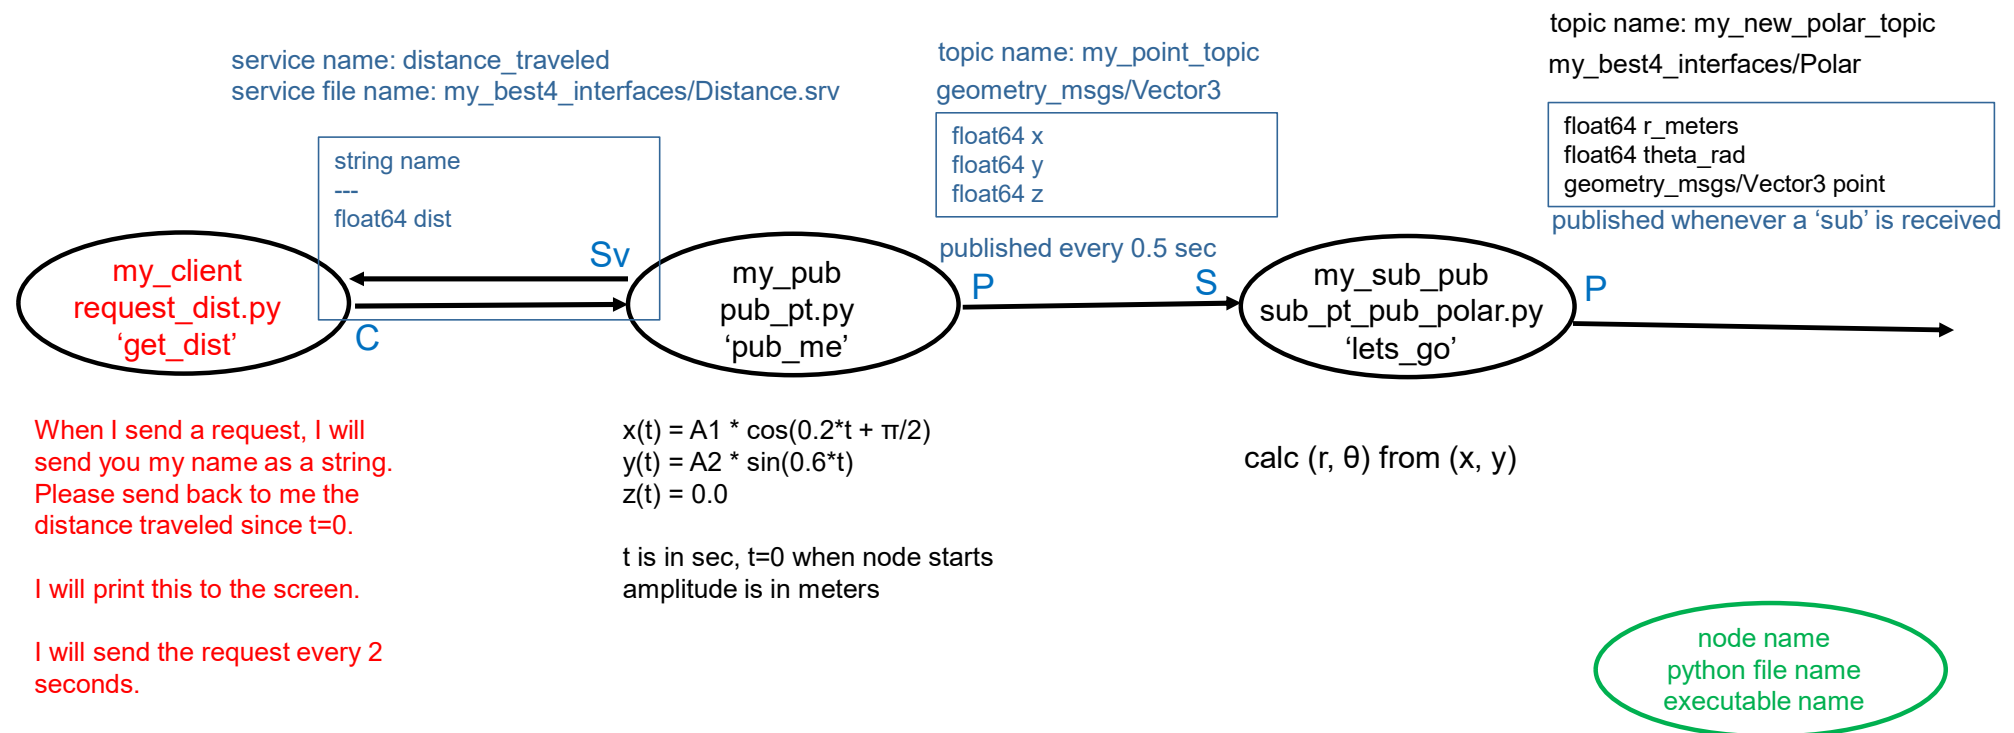 service name: distance_traveled
service file name: my_best4_interfaces/Distance.srv
string name
---
float64 dist
topic name: my_point_topic
geometry_msgs/Vector3
float64 x
float64 y
float64 z
published every 0.5 sec
topic name: my_new_polar_topic
my_best4_interfaces/Polar
float64 r_meters
float64 theta_rad
geometry_msgs/Vector3 point
published whenever a ‘sub’ is received
my_client
request_dist.py
‘get_dist’
C
Sv
my_pub
pub_pt.py
‘pub_me’
P
S
my_sub_pub
sub_pt_pub_polar.py
‘lets_go’
P
When I send a request, I will
send you my name as a string.
Please send back to me the
distance traveled since t=0.
I will print this to the screen.
I will send the request every 2
seconds.
x(t) = A1 * cos(0.2*t + π/2)
y(t) = A2 * sin(0.6*t)
z(t) = 0.0
t is in sec, t=0 when node starts
amplitude is in meters
calc (r, θ) from (x, y)
node name
python file name
executable name